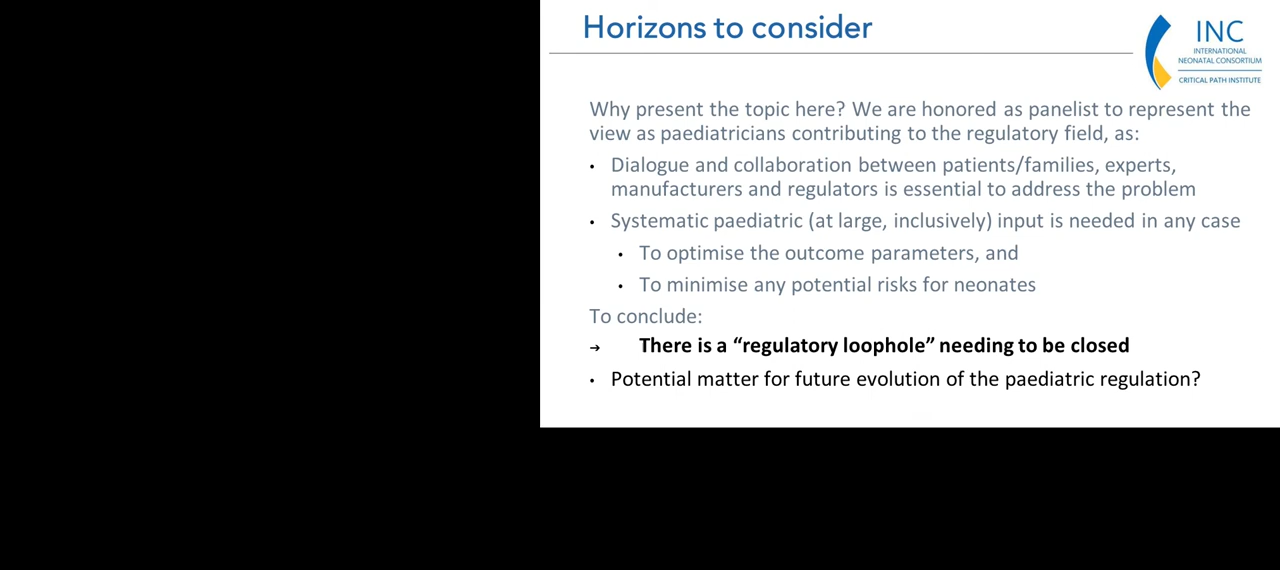 Horizons to consider
INC
INTERNATIONAL
NEONATAL CONSORTIUM
CRITICAL PATH INSTITUTE
Why present the topic here? We are honored as panelist to represent the
view as paediatricians contributing to the regulatory field, as:
• Dialogue and collaboration between patients/families, experts,
manufacturers and regulators is essential to address the problem
• Systematic paediatric (at large, inclusively) input is needed in any case
• To optimise the outcome parameters, and
• To minimise any potential risks for neonates
To conclude:
→ There is a “regulatory loophole” needing to be closed
• Potential matter for future evolution of the paediatric regulation?